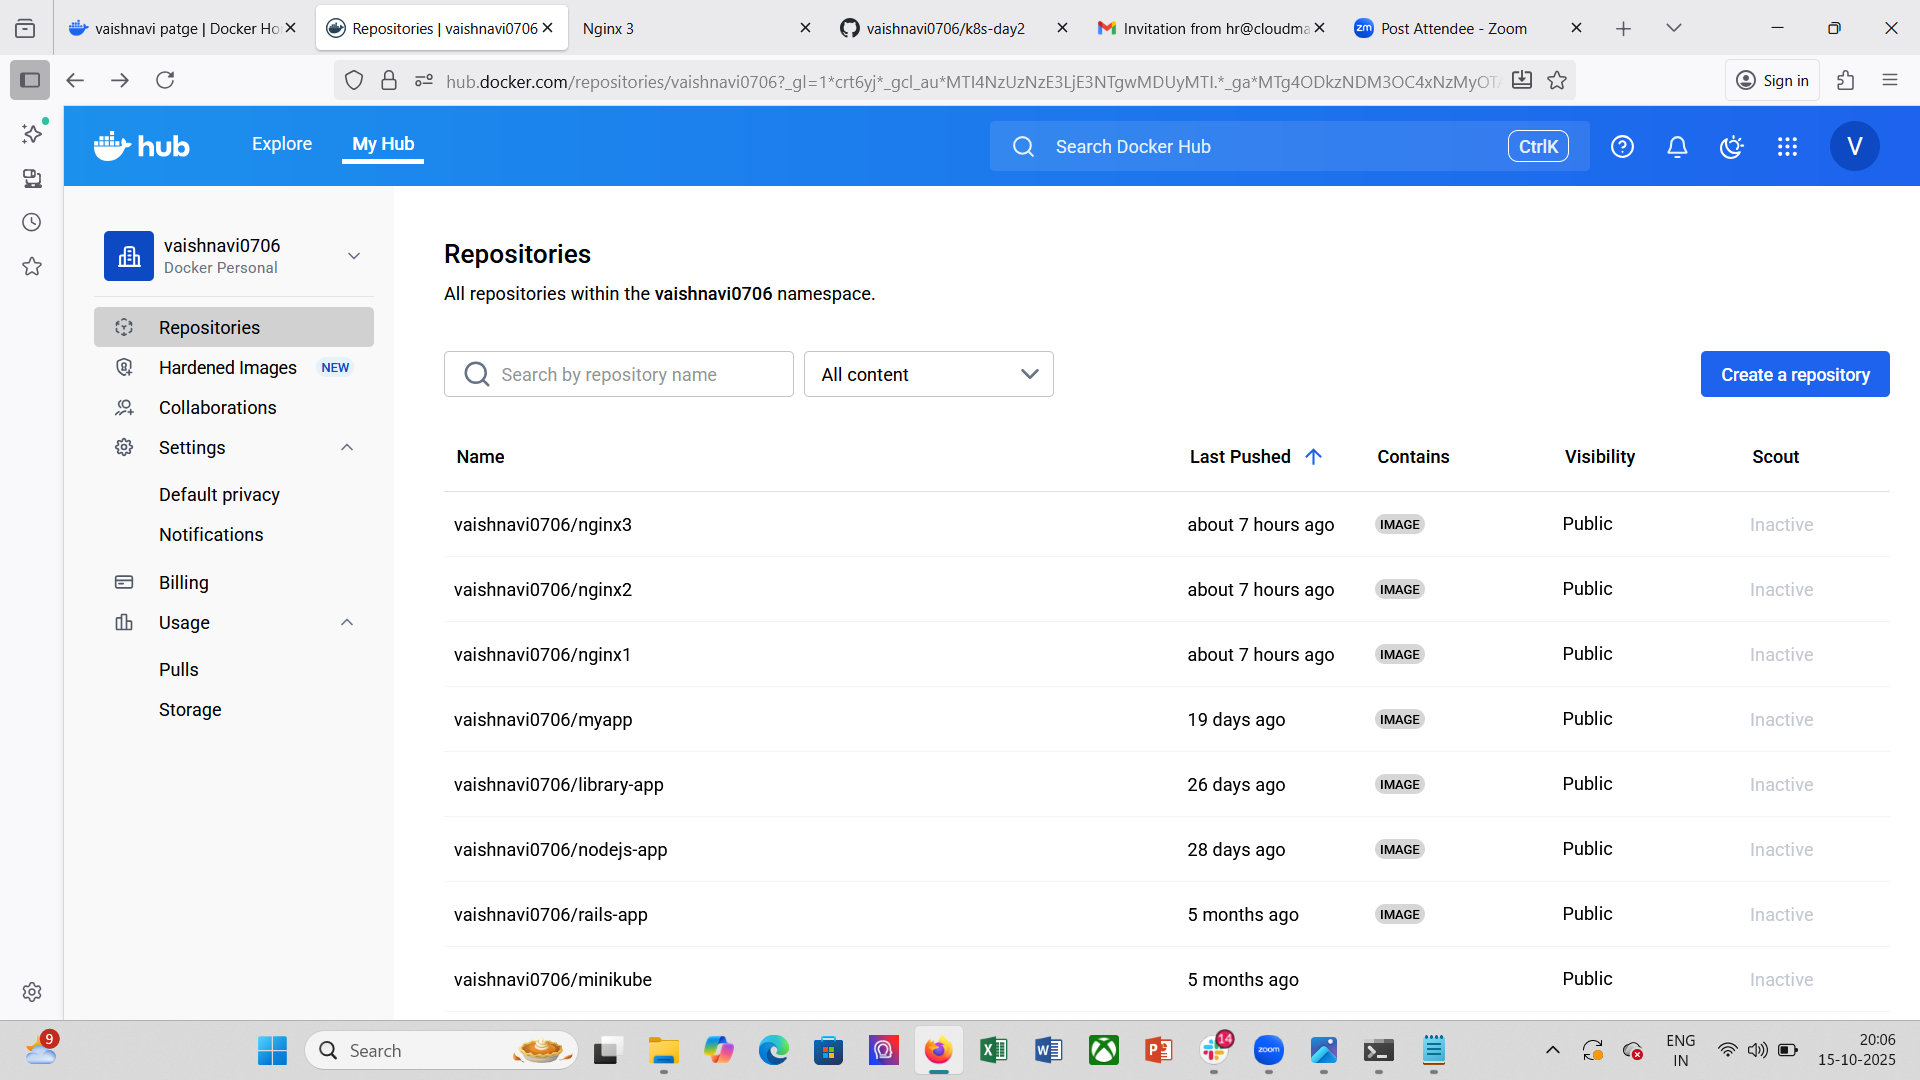 vaishnavi patge | Docker Ho
Repositories | vaishnavi0706
Nginx 3
vaishnavi0706/k8s-day2
Invitation from hr@cloudma
zm
Post Attendee - Zoom
hub.docker.com/repositories/vaishnavi0706?_gl=1*crt6yj*_gcl_au*MTI4NzUzNzE3LjE3NTgwMDUyMTI.*_ga*MTg4ODkzNDM3OC4xNzMyOTA
Sign in
hub
Explore
My Hub
Search Docker Hub
CtrlK
V
vaishnavi0706
Docker Personal
Repositories
Hardened Images NEW
Collaborations
Settings
Default privacy
Notifications
Billing
Usage
Pulls
Storage
Repositories
All repositories within the vaishnavi0706 namespace.
Search by repository name
All content
Create a repository
Name Last Pushed Contains Visibility Scout
vaishnavi0706/nginx3 about 7 hours ago IMAGE Public Inactive
vaishnavi0706/nginx2 about 7 hours ago IMAGE Public Inactive
vaishnavi0706/nginx1 about 7 hours ago IMAGE Public Inactive
vaishnavi0706/myapp 19 days ago IMAGE Public Inactive
vaishnavi0706/library-app 26 days ago IMAGE Public Inactive
vaishnavi0706/nodejs-app 28 days ago IMAGE Public Inactive
vaishnavi0706/rails-app 5 months ago IMAGE Public Inactive
vaishnavi0706/minikube 5 months ago Public Inactive
9
Search
14
zoom
ENG
IN
20:06
15-10-2025